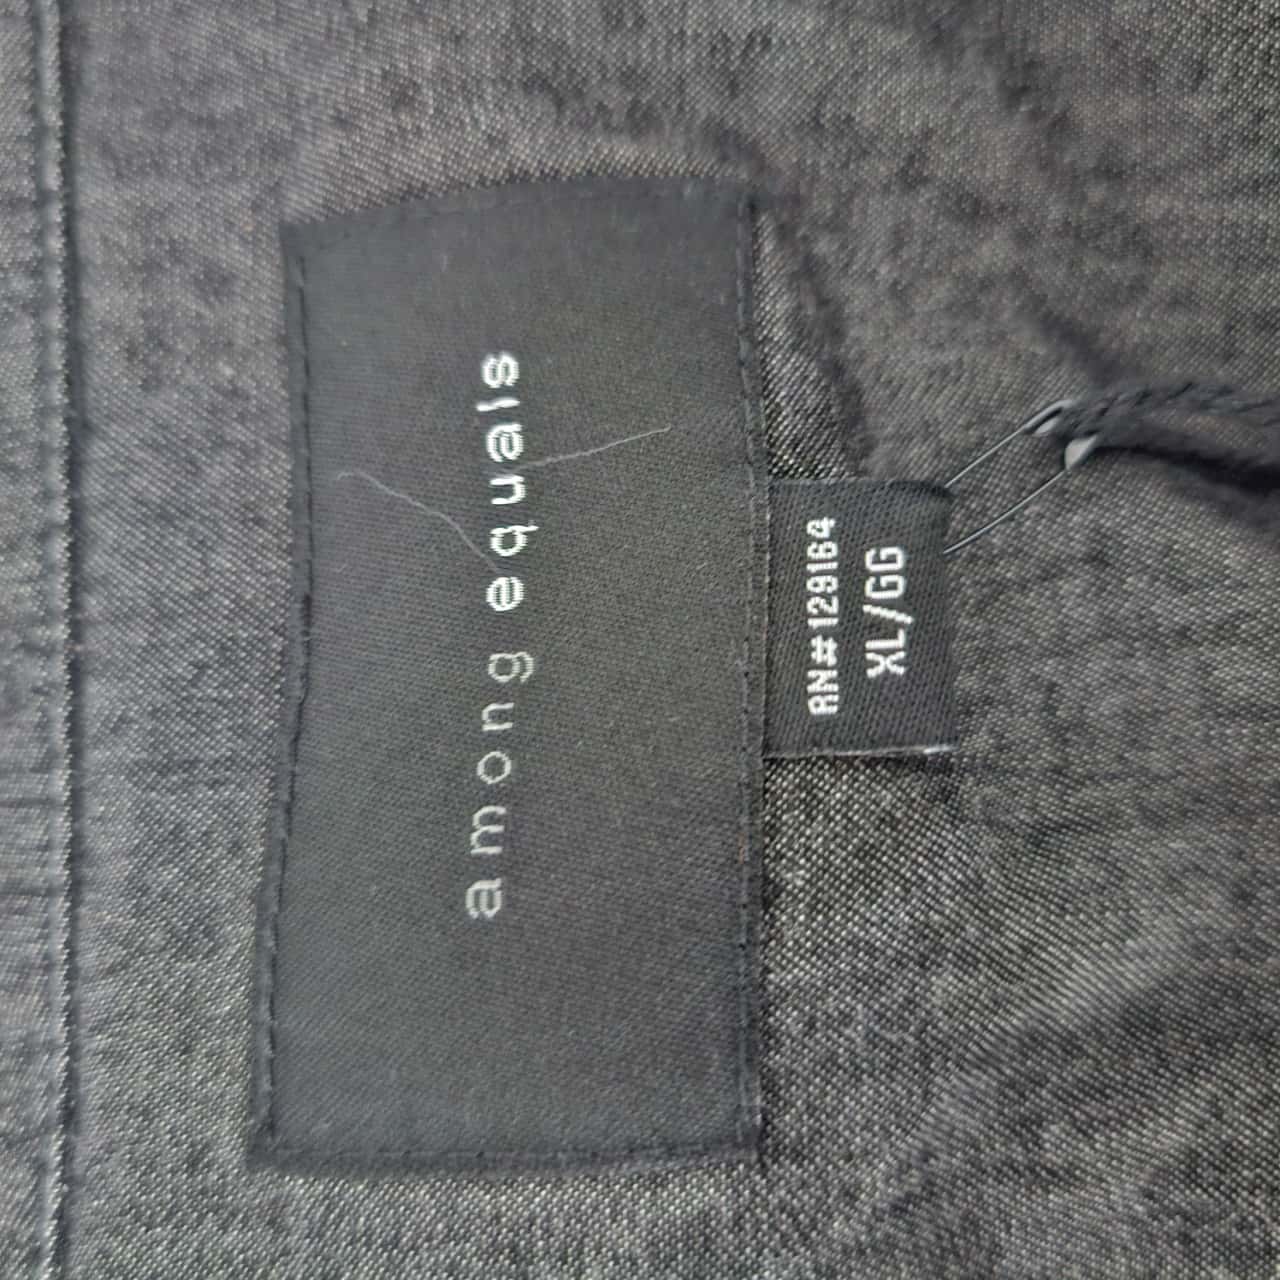 among equals
RN#129164
XL/GG